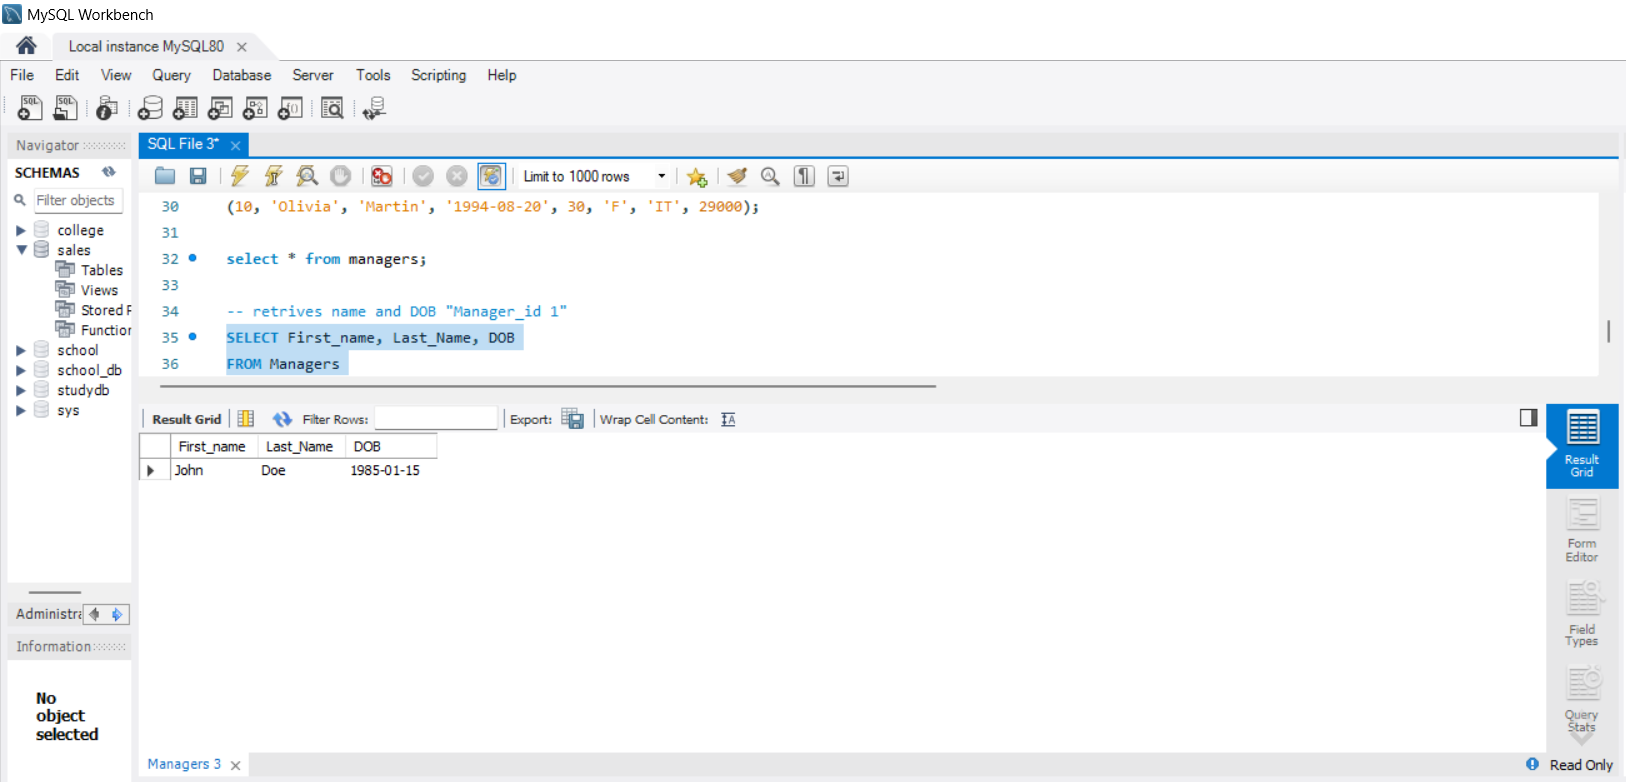 MySQL Workbench
Local instance MySQL80
File Edit View Query Database Server Tools Scripting Help
SQL SQL
Navigator
SCHEMAS
Filter objects
college
sales
Tables
Views
Stored P
Function
school
school_db
studydb
sys
Administra
Information
No
object
selected
SQL File 3*
Limit to 1000 rows
30 (10, 'Olivia', 'Martin', '1994-08-20', 30, 'F', 'IT', 29000);
31
32 select * from managers;
33
34 -- retrives name and DOB "Manager_id 1"
35 SELECT First_name, Last_Name, DOB
36 FROM Managers
Result Grid Filter Rows: Export: Wrap Cell Content:
First_name Last_Name DOB
John Doe 1985-01-15
Result
Grid
Form
Editor
Field
Types
Query
Stats
Managers 3
Read Only